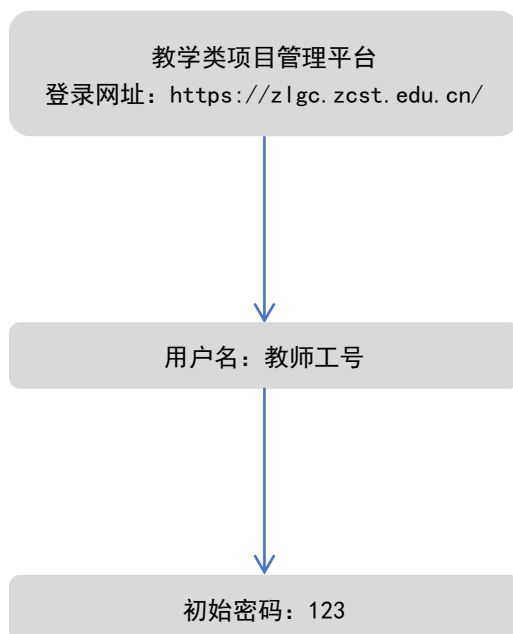 教学类项目管理平台
登录网址：https://zlgc.zcst.edu.cn/
用户名：教师工号
初始密码：123